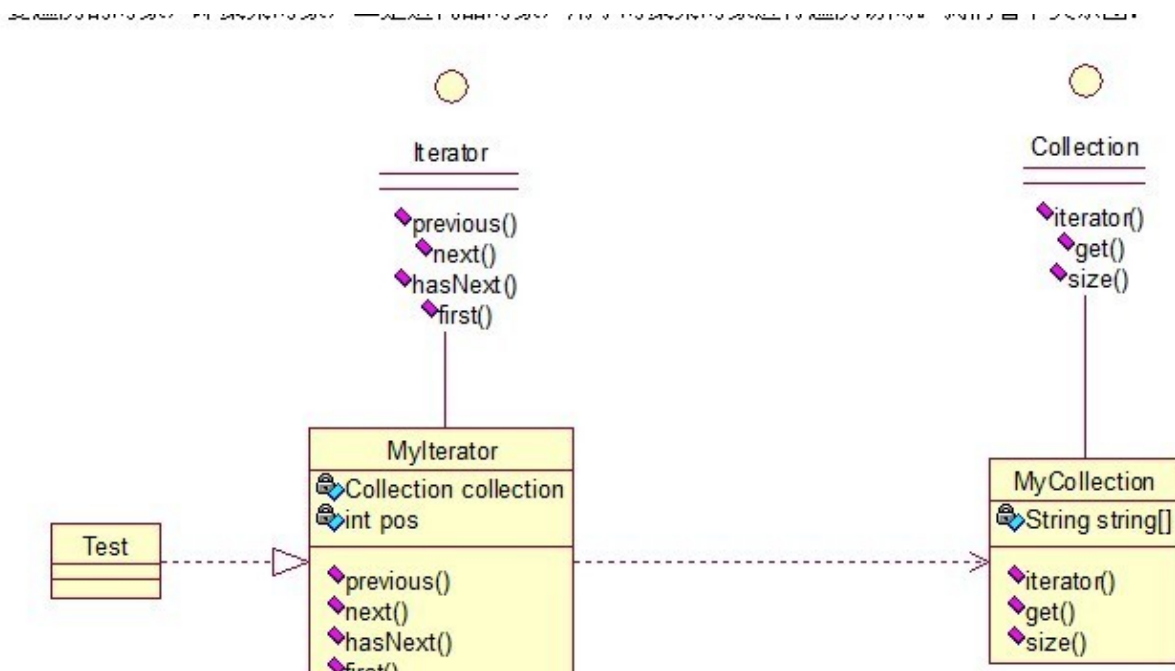 Iterator
previous()
next()
hasNext()
first()
Collection
iterator()
get()
size()
MyIterator
Collection collection
int pos
previous()
next()
hasNext()
first()
Test
MyCollection
String string[]
iterator()
get()
size()